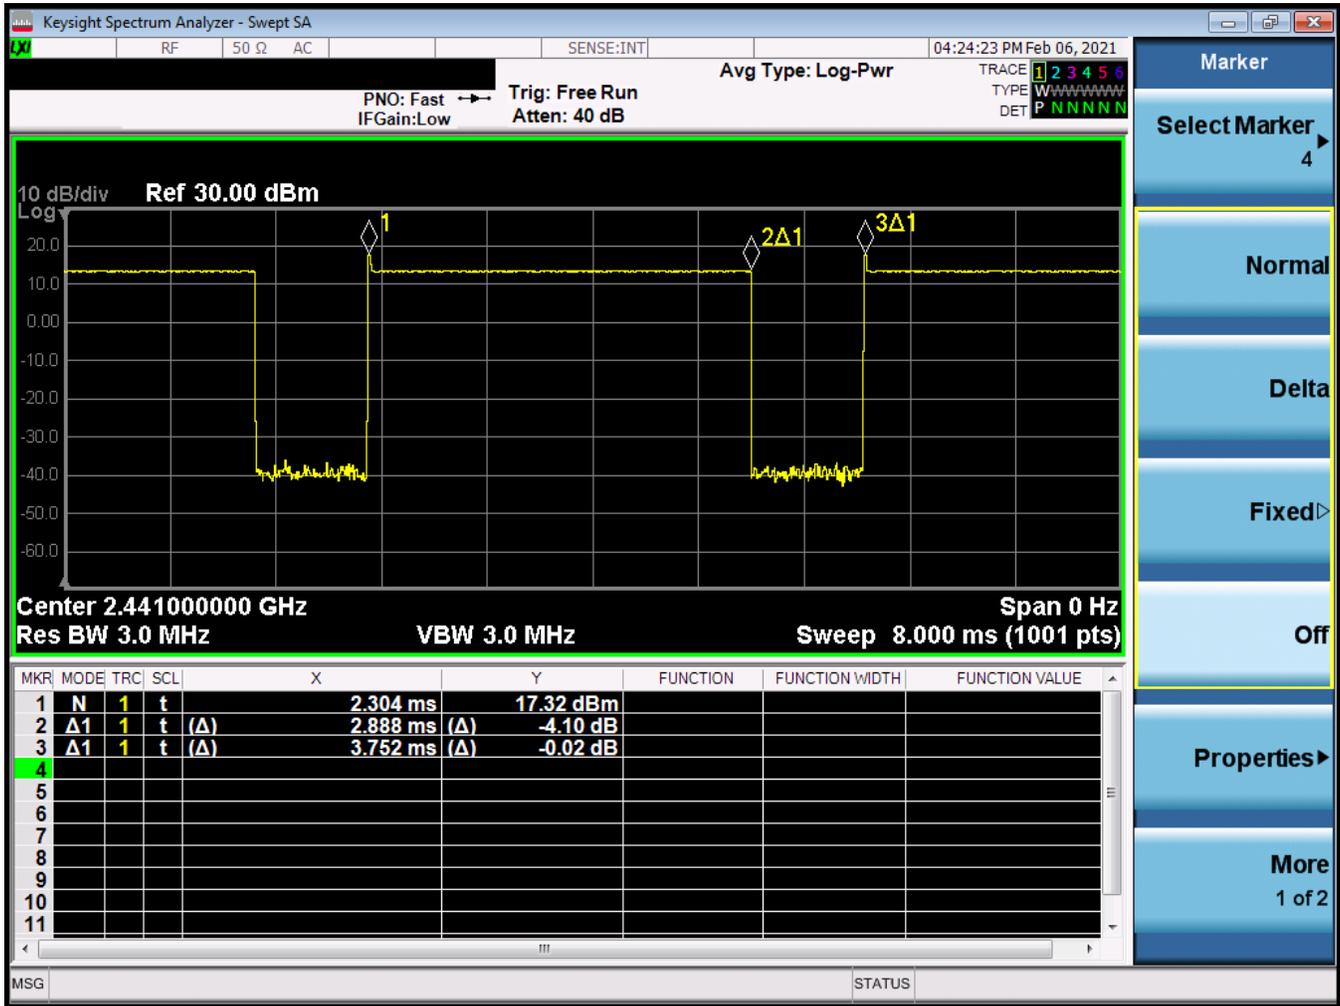 Keysight Spectrum Analyzer - Swept SA
LXI RF 50 Ω AC SENSE:INT 04:24:23 PM Feb 06, 2021
PNO: Fast
IFGain:Low
Trig: Free Run
Atten: 40 dB
Avg Type: Log-Pwr
TRACE 1 2 3 4 5 6
TYPE WWWWWW
DET P N N N N N
10 dB/div
Log
Ref 30.00 dBm
1
2Δ1
3Δ1
20.0
10.0
0.00
-10.0
-20.0
-30.0
-40.0
-50.0
-60.0
Center 2.441000000 GHz Span 0 Hz
Res BW 3.0 MHz VBW 3.0 MHz Sweep 8.000 ms (1001 pts)
MKR MODE TRC SCL X Y FUNCTION FUNCTION WIDTH FUNCTION VALUE
1 N 1 t 2.304 ms 17.32 dBm
2 Δ1 1 t (Δ) 2.888 ms (Δ) -4.10 dB
3 Δ1 1 t (Δ) 3.752 ms (Δ) -0.02 dB
4
5
6
7
8
9
10
11
MSG STATUS
Marker
Select Marker
4
Normal
Delta
Fixed
Off
Properties
More
1 of 2